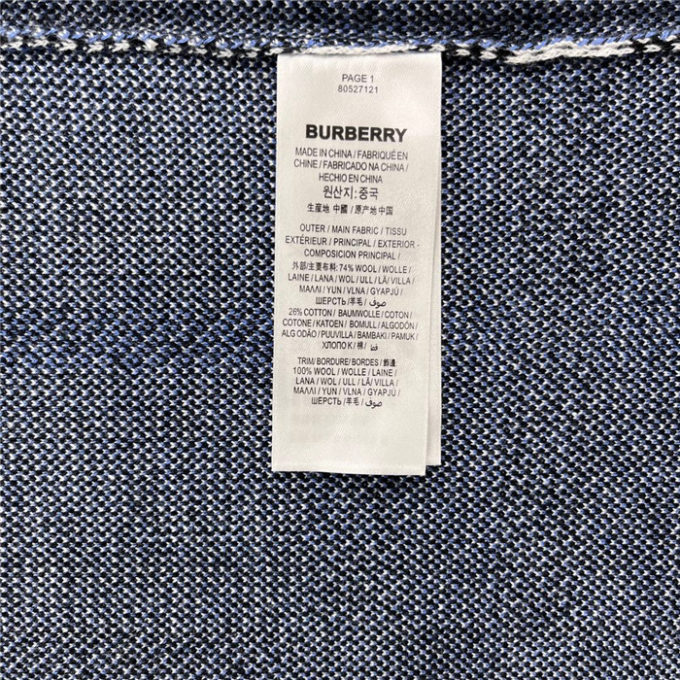 PAGE 1
80527121
BURBERRY
MADE IN CHINA / FABRIQUÉ EN
CHINE / FABRICADO NA CHINA /
HECHO EN CHINA
원산지: 중국
生産地 中國 / 原产地 中国
OUTER / MAIN FABRIC / TISSU
EXTÉRIEUR / PRINCIPAL / EXTERIOR -
COMPOSICION PRINCIPAL /
外部/主要布料: 74% WOOL / WOLLE /
LAINE / LANA / WOL / ULL / LÃ / VILLA /
ΜΑΛΛΙ / YUN / VLNA / GYAPJÚ /
ШЕРСТЬ /羊毛 / صوف /
26% COTTON / BAUMWOLLE / COTON /
COTONE / KATOEN / BOMULL / ALGODÓN /
ALGODÃO / PUUVILLA / BAMBAKI / PAMUK /
ХЛОПОК / 棉 / قطن
TRIM / BORDURE / BORDES / 飾邊
100% WOOL / WOLLE / LAINE /
LANA / WOL / ULL / LÃ / VILLA /
ΜΑΛΛΙ / YUN / VLNA / GYAPJÚ /
ШЕРСТЬ /羊毛 / صوف /